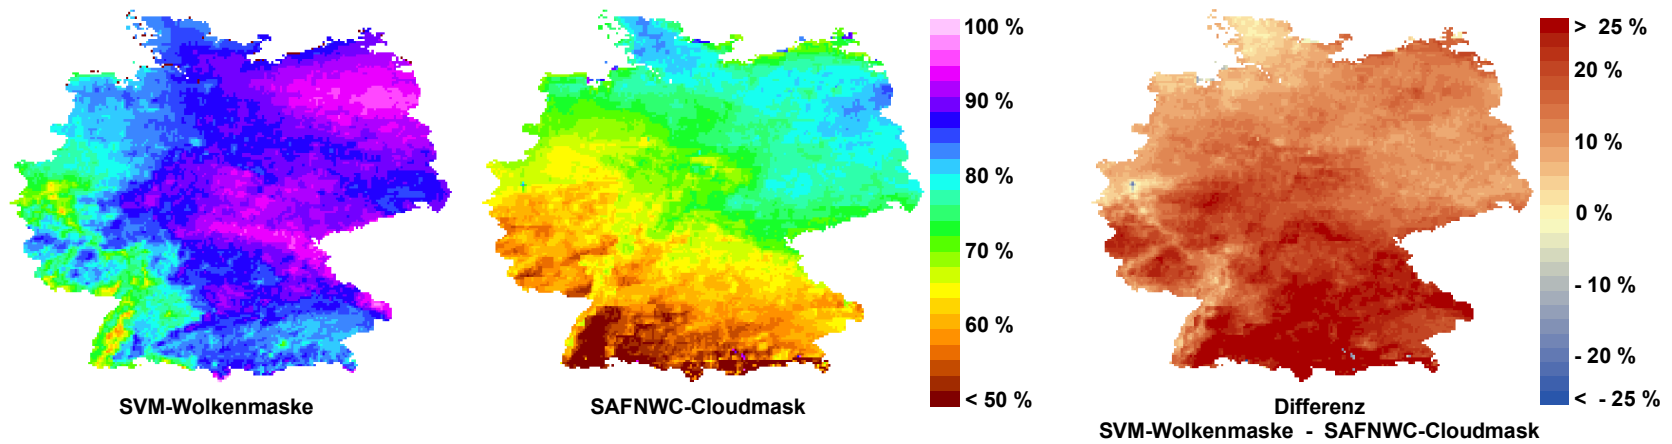 100 %
90 %
80 %
70 %
60 %
< 50 %
> 25 %
20 %
10 %
0 %
- 10 %
- 20 %
< - 25 %
SVM-Wolkenmaske
SAFNWC-Cloudmask
Differenz
SVM-Wolkenmaske - SAFNWC-Cloudmask